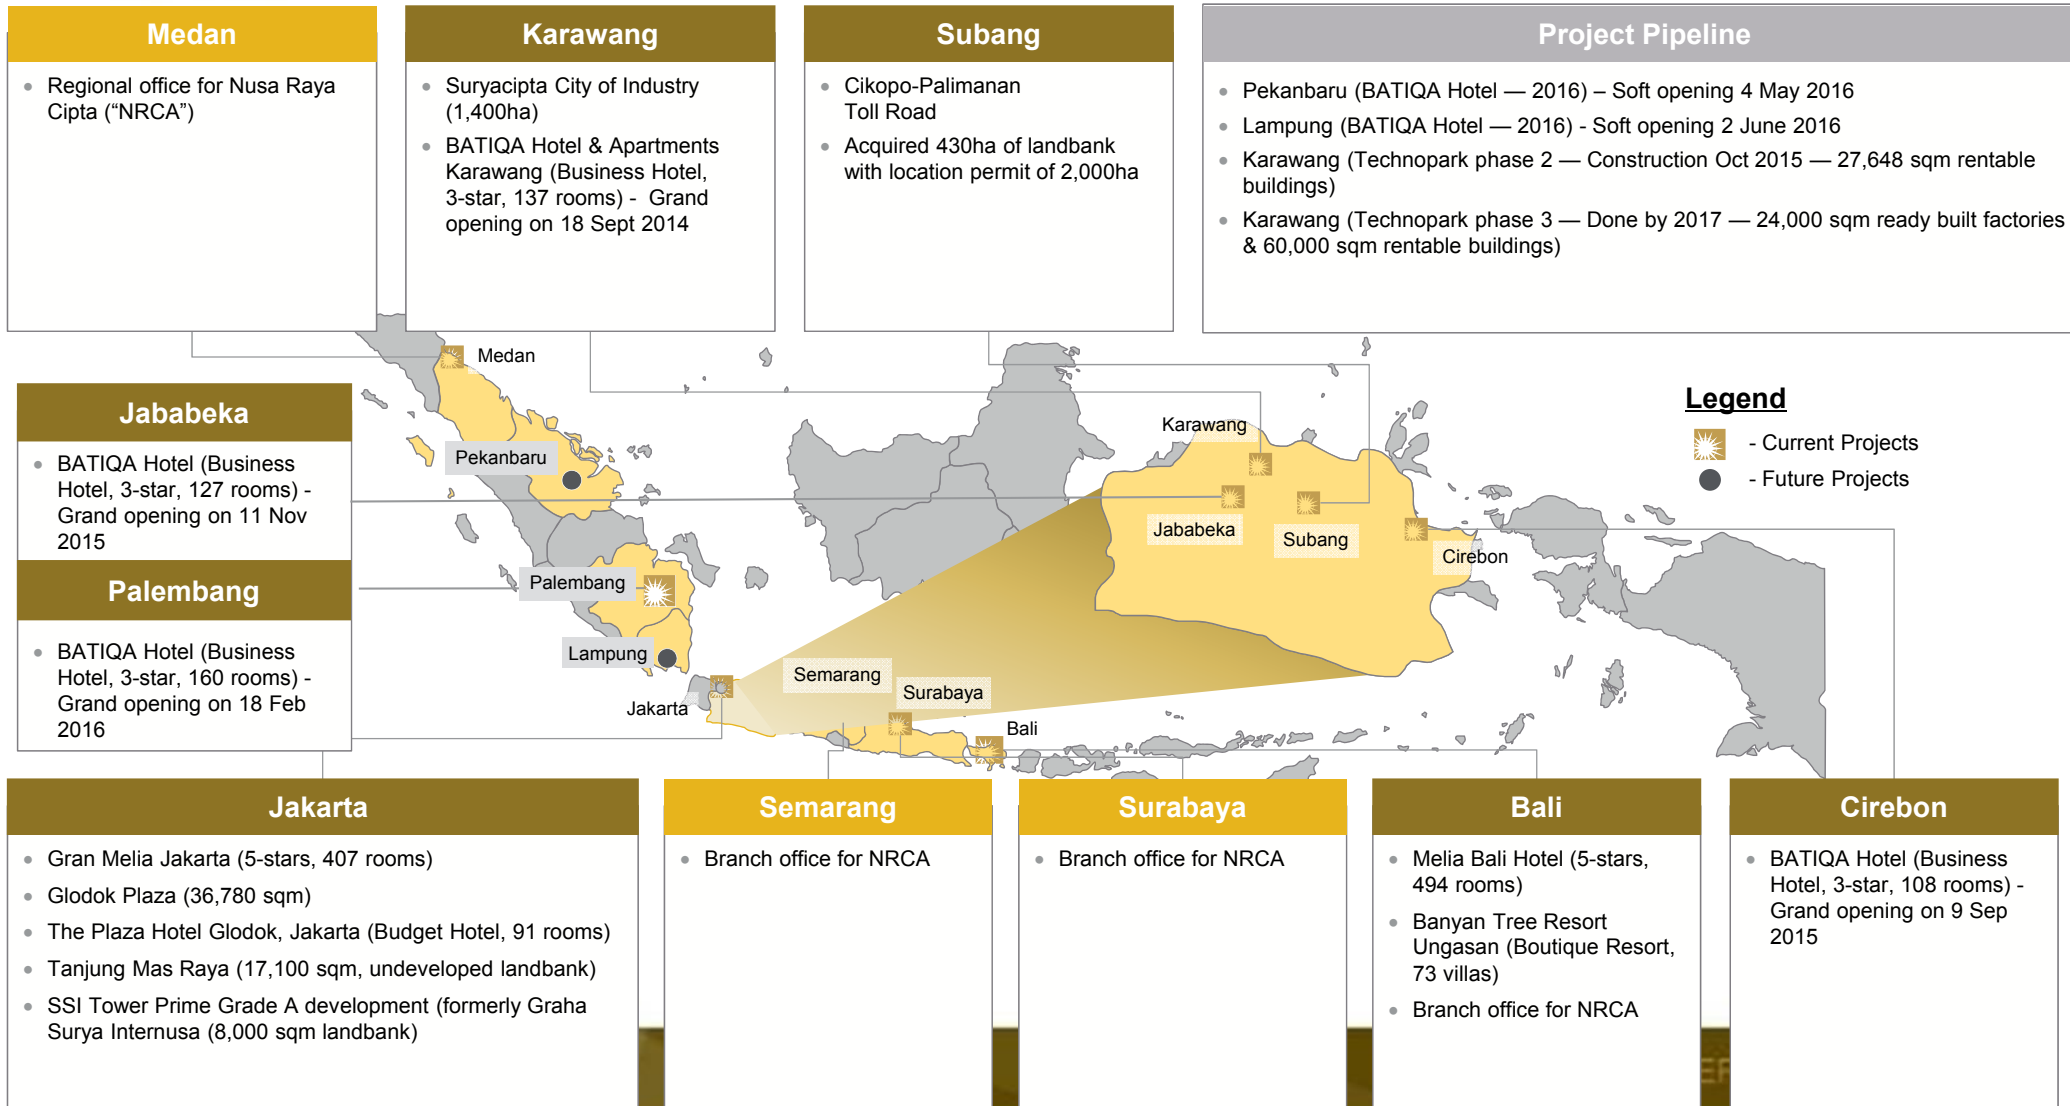 Medan
Regional office for Nusa Raya
Cipta (“NRCA”)
Karawang
Suryacipta City of Industry
(1,400ha)
BATIQA Hotel & Apartments
Karawang (Business Hotel,
3-star, 137 rooms) - Grand
opening on 18 Sept 2014
Subang
Cikopo-Palimanan
Toll Road
Acquired 430ha of landbank
with location permit of 2,000ha
Project Pipeline
Pekanbaru (BATIQA Hotel — 2016) – Soft opening 4 May 2016
Lampung (BATIQA Hotel — 2016) - Soft opening 2 June 2016
Karawang (Technopark phase 2 — Construction Oct 2015 — 27,648 sqm rentable
buildings)
Karawang (Technopark phase 3 — Done by 2017 — 24,000 sqm ready built factories
& 60,000 sqm rentable buildings)
Medan
Pekanbaru
Palembang
Lampung
Jakarta
Semarang
Surabaya
Bali
Karawang
Jababeka
Subang
Cirebon
Legend
- Current Projects
- Future Projects
Jababeka
BATIQA Hotel (Business
Hotel, 3-star, 127 rooms) -
Grand opening on 11 Nov
2015
Palembang
BATIQA Hotel (Business
Hotel, 3-star, 160 rooms) -
Grand opening on 18 Feb
2016
Jakarta
Gran Melia Jakarta (5-stars, 407 rooms)
Glodok Plaza (36,780 sqm)
The Plaza Hotel Glodok, Jakarta (Budget Hotel, 91 rooms)
Tanjung Mas Raya (17,100 sqm, undeveloped landbank)
SSI Tower Prime Grade A development (formerly Graha
Surya Internusa (8,000 sqm landbank)
Semarang
Branch office for NRCA
Surabaya
Branch office for NRCA
Bali
Melia Bali Hotel (5-stars,
494 rooms)
Banyan Tree Resort
Ungasan (Boutique Resort,
73 villas)
Branch office for NRCA
Cirebon
BATIQA Hotel (Business
Hotel, 3-star, 108 rooms) -
Grand opening on 9 Sep
2015